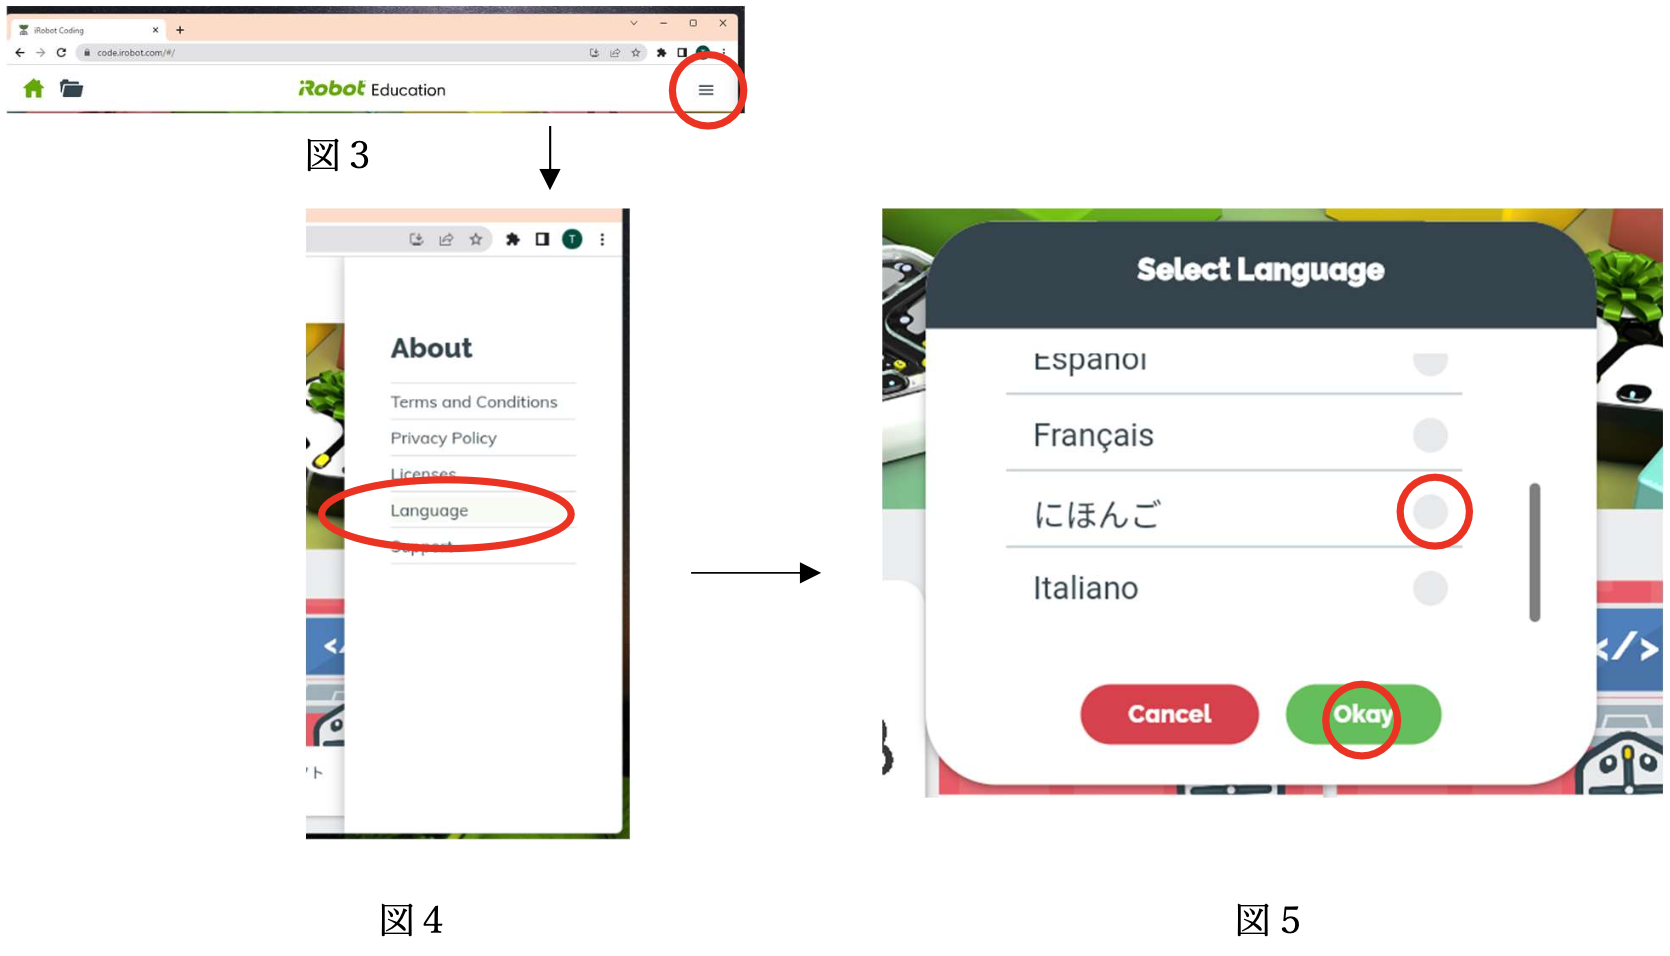 iRobot Coding
code.irobot.com/#/
iRobot Education
図 3
T
About
Terms and Conditions
Privacy Policy
Licenses
Language
Support
</
ト
図 4
Select Language
Español
Français
にほんご
Italiano
Cancel
Okay
</>
図 5